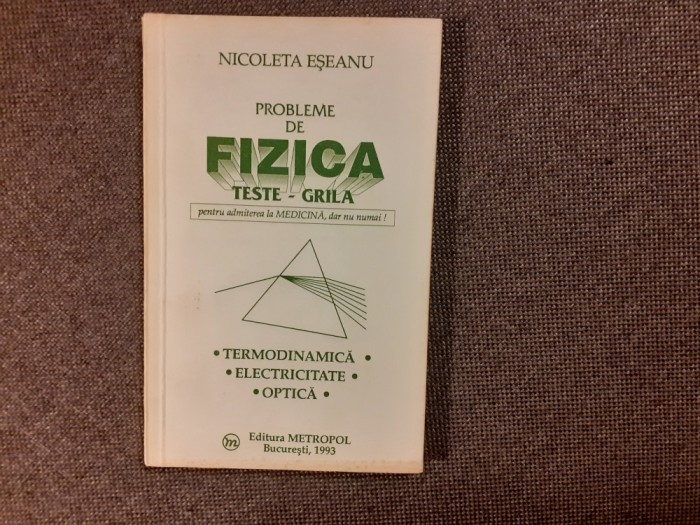 NICOLETA EŞEANU
PROBLEME
DE
FIZICA
TESTE - GRILA
pentru admiterea la MEDICINĂ, dar nu numai !
• TERMODINAMICĂ •
• ELECTRICITATE •
• OPTICĂ •
m Editura METROPOL
Bucureşti, 1993